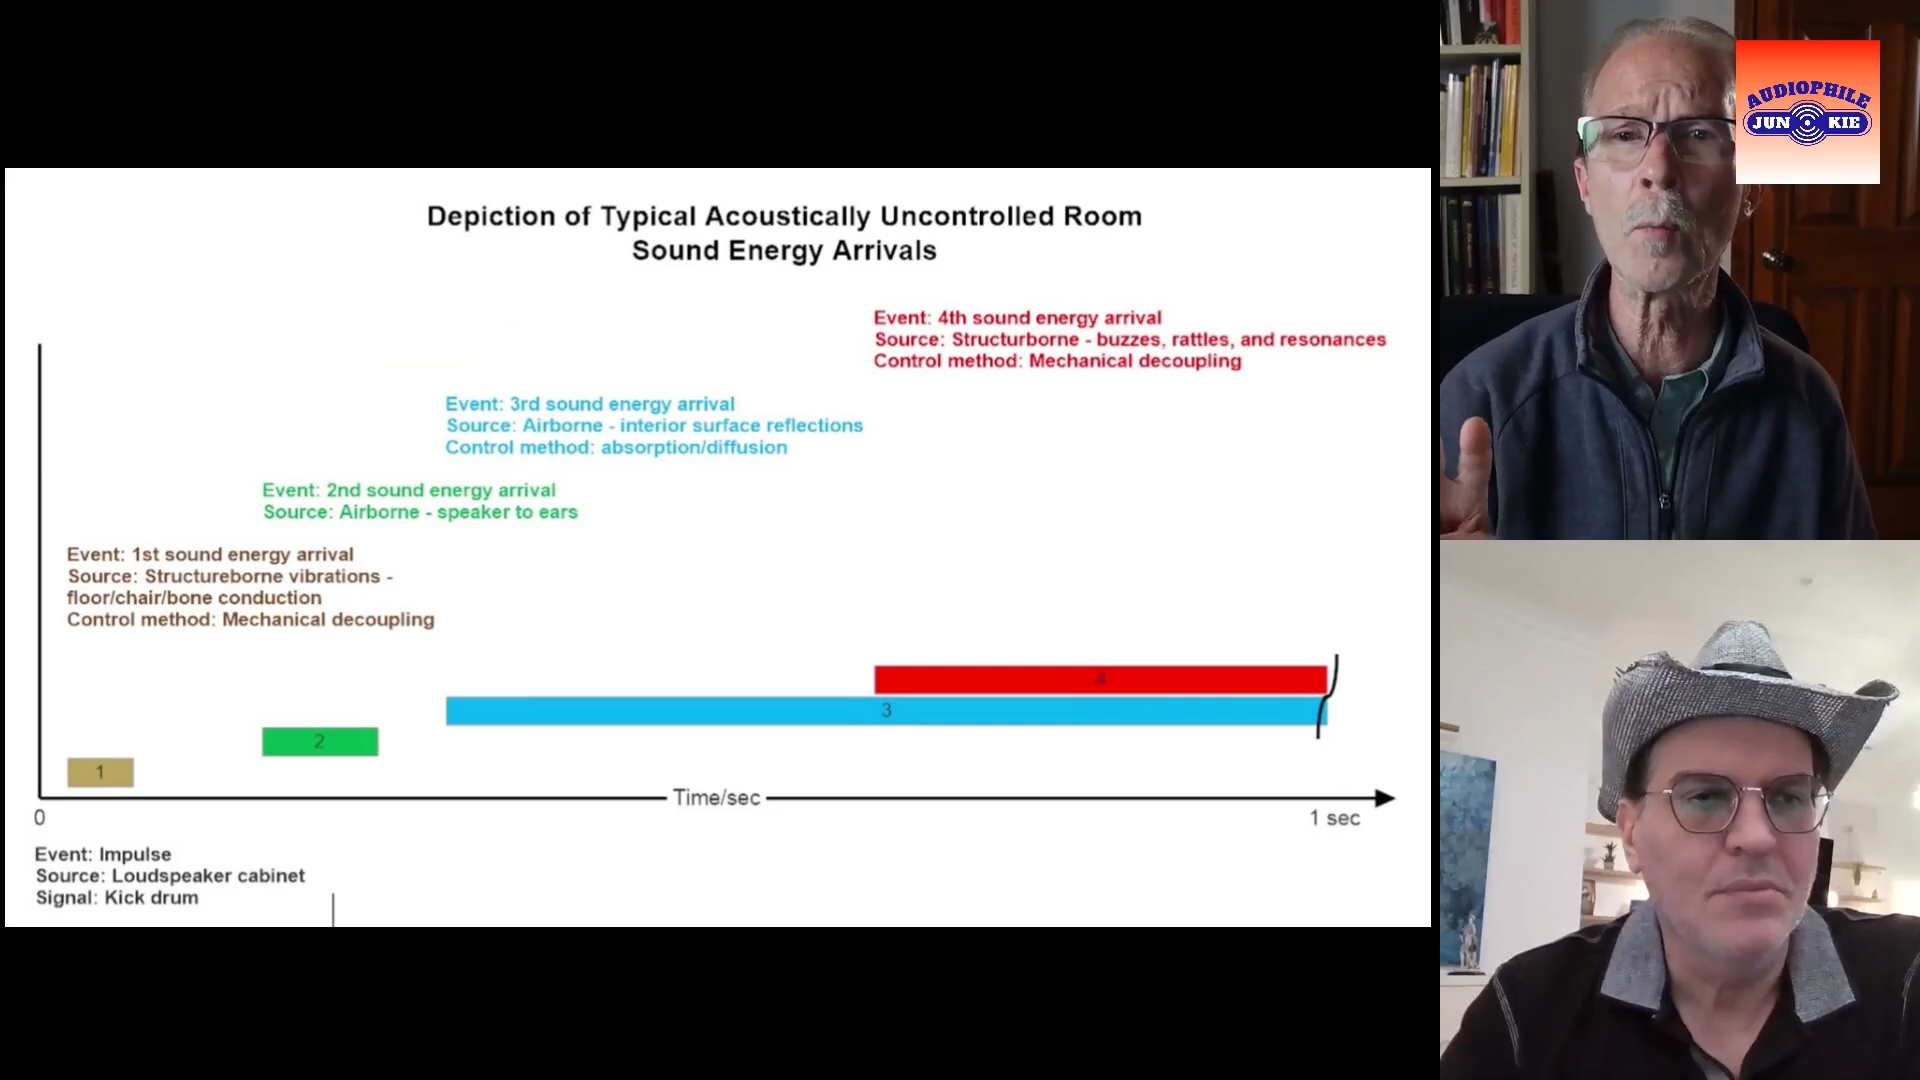 Depiction of Typical Acoustically Uncontrolled Room
Sound Energy Arrivals
Event: 4th sound energy arrival
Source: Structurborne - buzzes, rattles, and resonances
Control method: Mechanical decoupling
Event: 3rd sound energy arrival
Source: Airborne - interior surface reflections
Control method: absorption/diffusion
Event: 2nd sound energy arrival
Source: Airborne - speaker to ears
Event: 1st sound energy arrival
Source: Structureborne vibrations -
floor/chair/bone conduction
Control method: Mechanical decoupling
4
3
2
1
Time/sec
0
1 sec
Event: Impulse
Source: Loudspeaker cabinet
Signal: Kick drum
AUDIOPHILE
JUN KIE